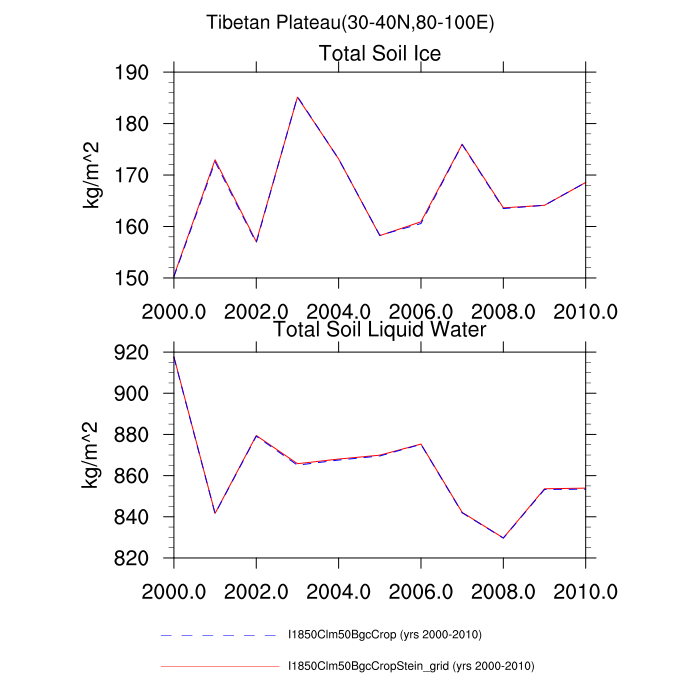 Tibetan Plateau(30-40N,80-100E)
Total Soil Ice
190
180
170
160
150
kg/m^2
2000.0 2002.0 2004.0 2006.0 2008.0 2010.0
Total Soil Liquid Water
920
900
880
860
840
820
kg/m^2
2000.0 2002.0 2004.0 2006.0 2008.0 2010.0
I1850Clm50BgcCrop (yrs 2000-2010)
I1850Clm50BgcCropStein_grid (yrs 2000-2010)